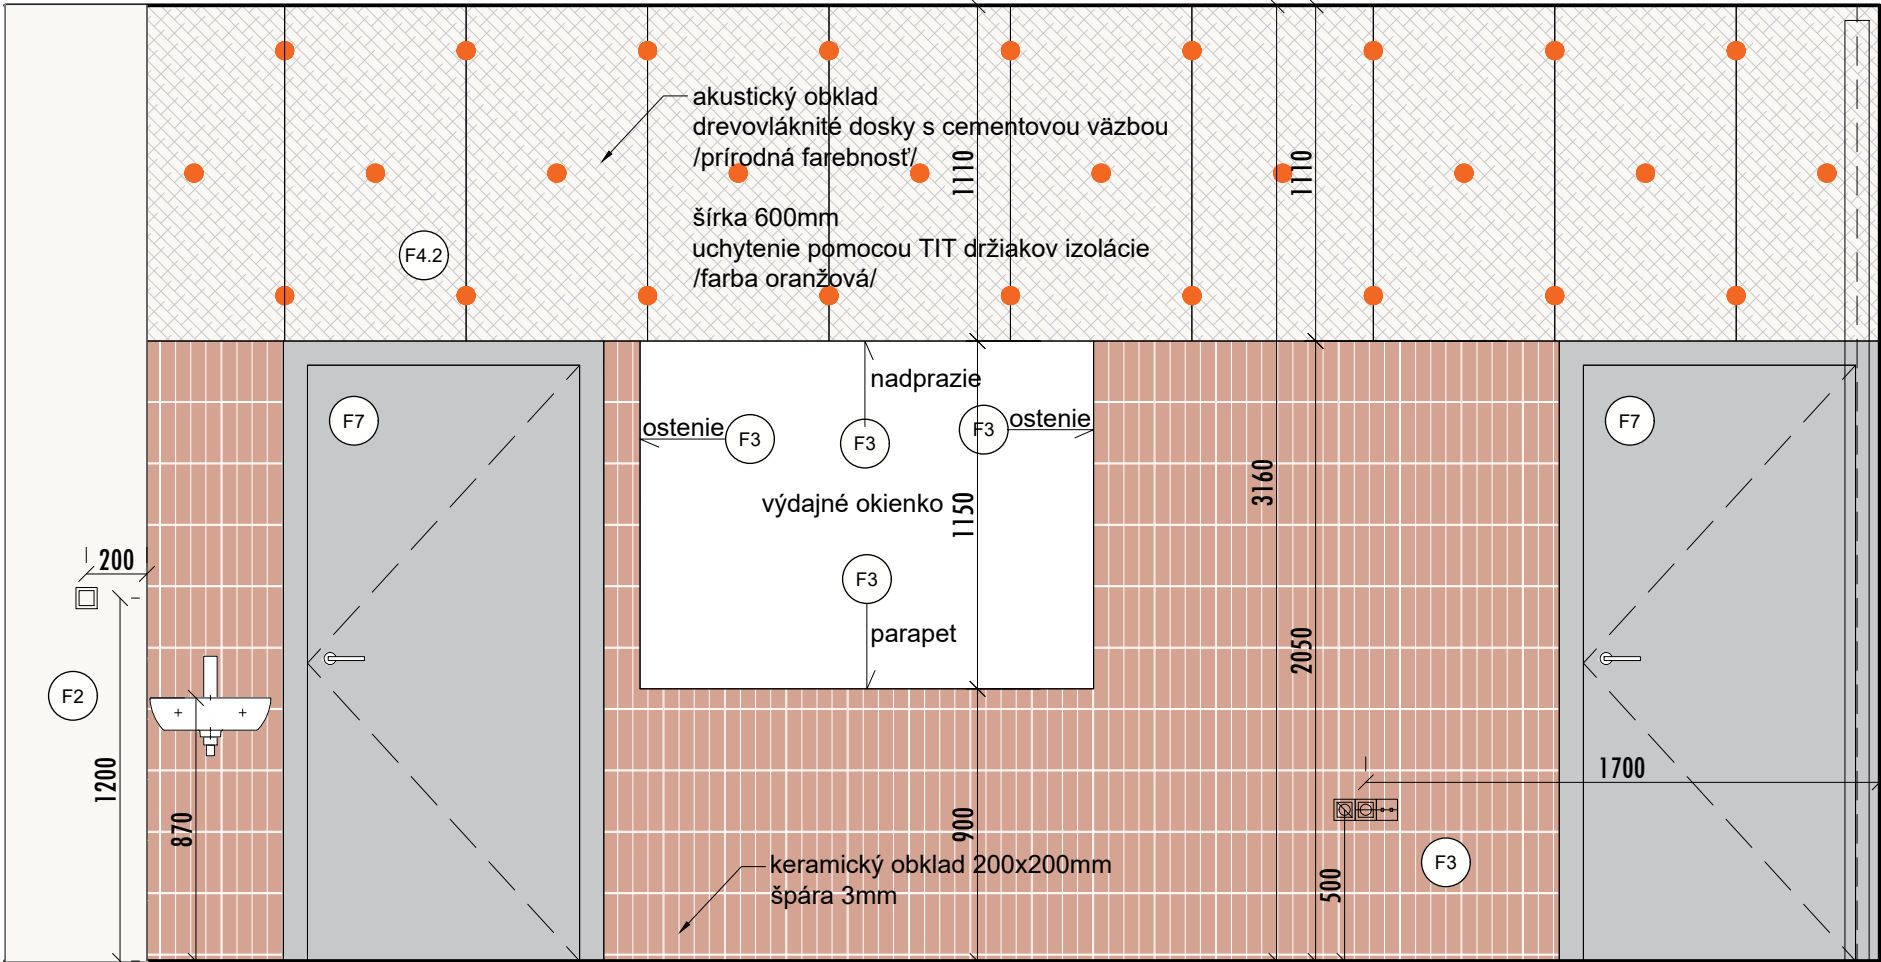 akustický obklad
drevovláknité dosky s cementovou väzbou
/prírodná farebnosť/
1110
1110
šírka 600mm
uchytenie pomocou TIT držiakov izolácie
/farba oranžová/
F4.2
nadprazie
F7
ostenie
F3
F3
F3
ostenie
F7
výdajné okienko
1150
3160
200
F3
parapet
2050
F2
1200
870
900
1700
keramický obklad 200x200mm
špára 3mm
500
F3